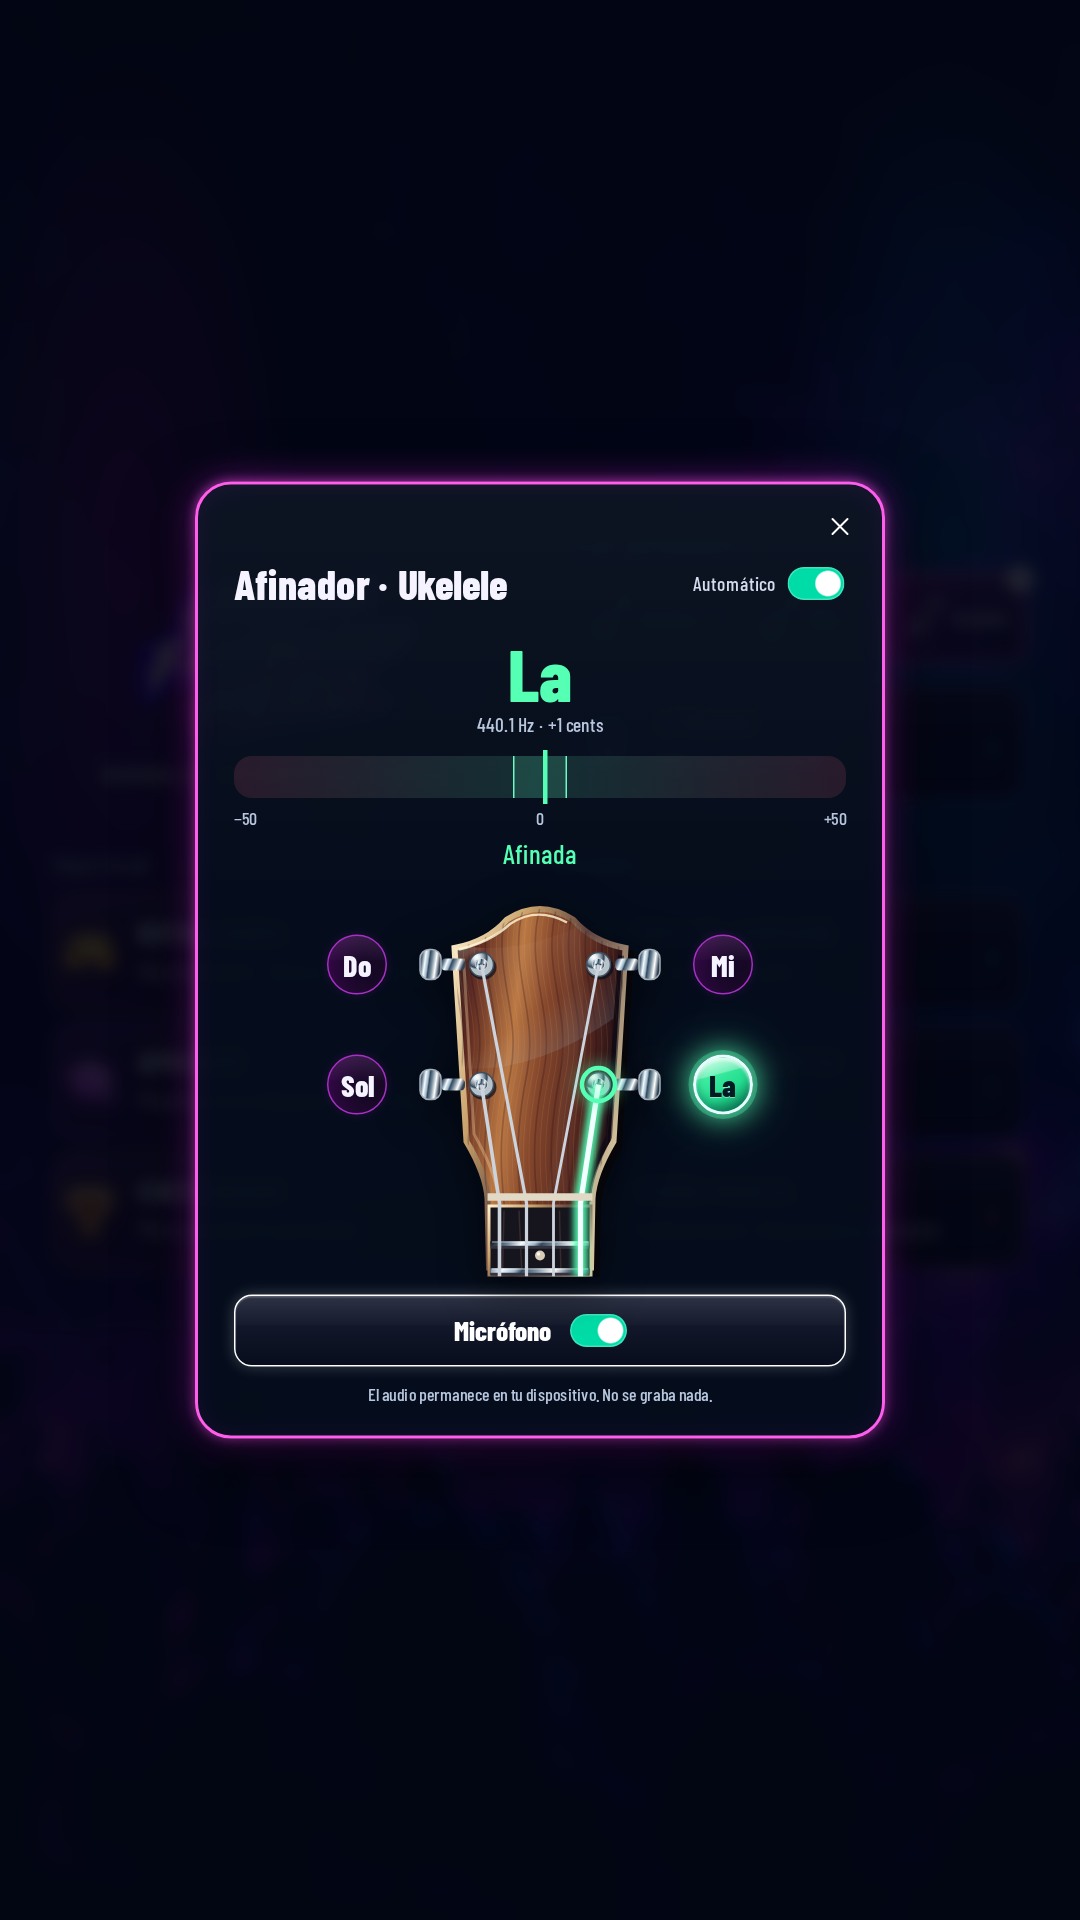 Afinador · Ukelele
Automático
La
440.1 Hz · +1 cents
−50
0
+50
Afinada
Do
Mi
Sol
La
Micrófono
El audio permanece en tu dispositivo. No se graba nada.